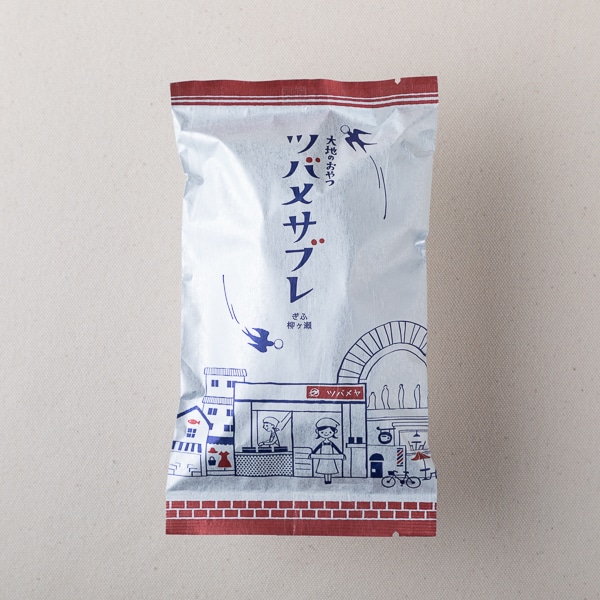 大地のおやつ
ツバメサブレ
ぎふ
柳ヶ瀬
ツバメヤ